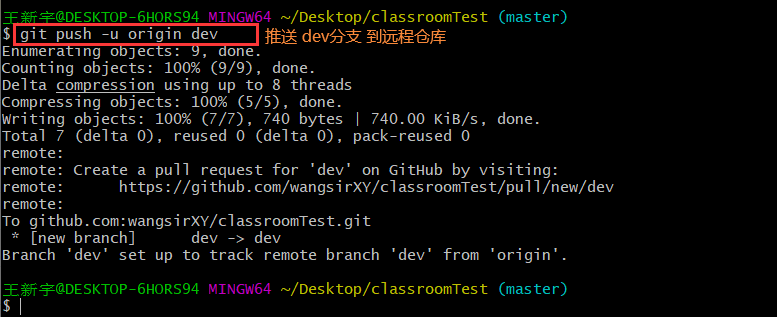 王新宇@DESKTOP-6HORS94 MINGW64 ~/Desktop/classroomTest (master)
$ git push -u origin dev 推送 dev分支 到远程仓库
Enumerating objects: 9, done.
Counting objects: 100% (9/9), done.
Delta compression using up to 8 threads
Compressing objects: 100% (5/5), done.
Writing objects: 100% (7/7), 740 bytes | 740.00 KiB/s, done.
Total 7 (delta 0), reused 0 (delta 0), pack-reused 0
remote:
remote: Create a pull request for 'dev' on GitHub by visiting:
remote:      https://github.com/wangsirXY/classroomTest/pull/new/dev
remote:
To github.com:wangsirXY/classroomTest.git
 * [new branch]      dev -> dev
Branch 'dev' set up to track remote branch 'dev' from 'origin'.
王新宇@DESKTOP-6HORS94 MINGW64 ~/Desktop/classroomTest (master)
$